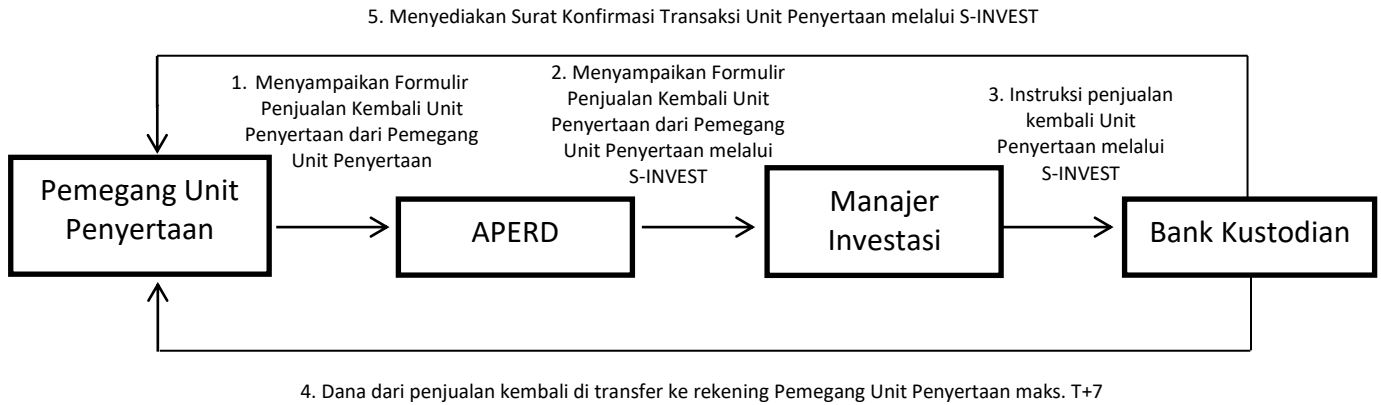 5. Menyediakan Surat Konfirmasi Transaksi Unit Penyertaan melalui S-INVEST
1. Menyampaikan Formulir
Penjualan Kembali Unit
Penyertaan dari Pemegang
Unit Penyertaan
2. Menyampaikan Formulir
Penjualan Kembali Unit
Penyertaan dari Pemegang
Unit Penyertaan melalui
S-INVEST
3. Instruksi penjualan
kembali Unit
Penyertaan melalui
S-INVEST
Pemegang Unit
Penyertaan
APERD
Manajer
Investasi
Bank Kustodian
4. Dana dari penjualan kembali di transfer ke rekening Pemegang Unit Penyertaan maks. T+7